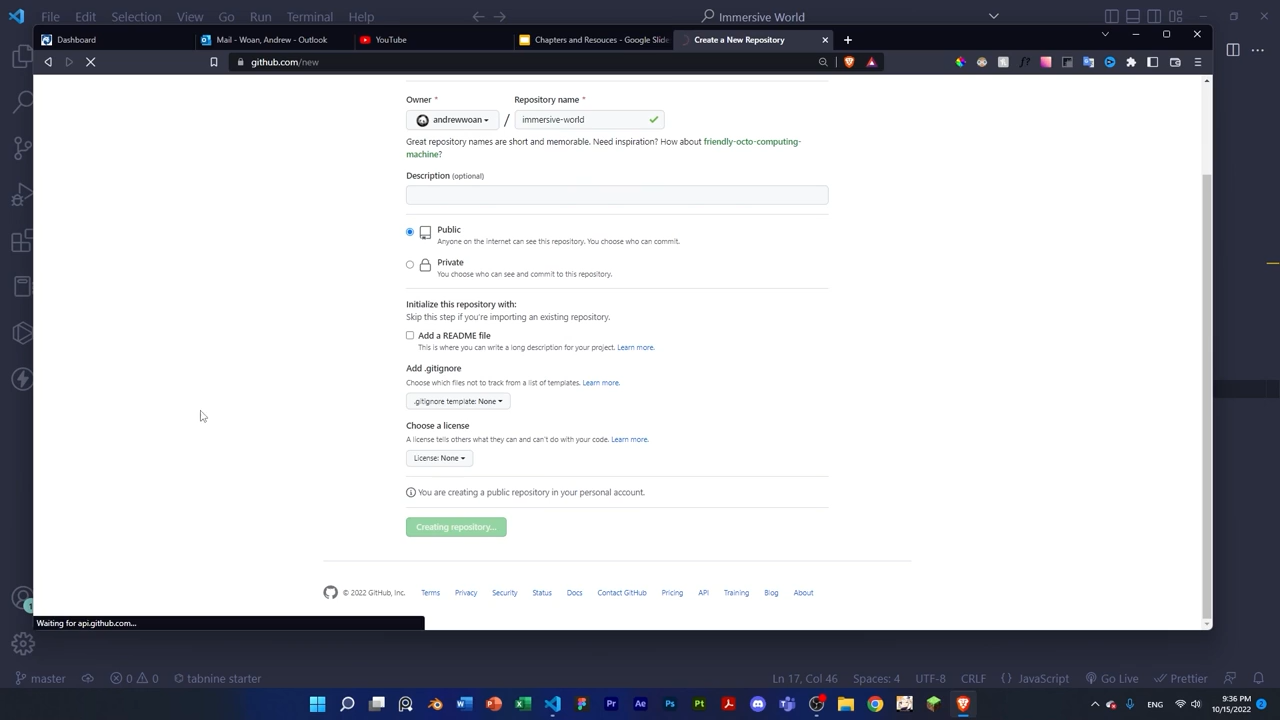 File Edit Selection View Go Run Terminal Help Immersive World
Dashboard Mail - Woan, Andrew - Outlook YouTube Chapters and Resouces - Google Slide Create a New Repository
github.com/new
Owner * Repository name *
andrewwoan / immersive-world
Great repository names are short and memorable. Need inspiration? How about friendly-octo-computing-
machine?
Description (optional)
Public
Anyone on the internet can see this repository. You choose who can commit.
Private
You choose who can see and commit to this repository.
Initialize this repository with:
Skip this step if you're importing an existing repository.
Add a README file
This is where you can write a long description for your project. Learn more.
Add .gitignore
Choose which files not to track from a list of templates. Learn more.
.gitignore template: None
Choose a license
A license tells others what they can and can't do with your code. Learn more.
License: None
You are creating a public repository in your personal account.
Creating repository...
© 2022 GitHub, Inc. Terms Privacy Security Status Docs Contact GitHub Pricing API Training Blog About
Waiting for api.github.com...
master 0 0 tabnine starter Ln 17, Col 46 Spaces: 4 UTF-8 CRLF {} JavaScript Go Live Prettier
ENG 9:36 PM
10/15/2022